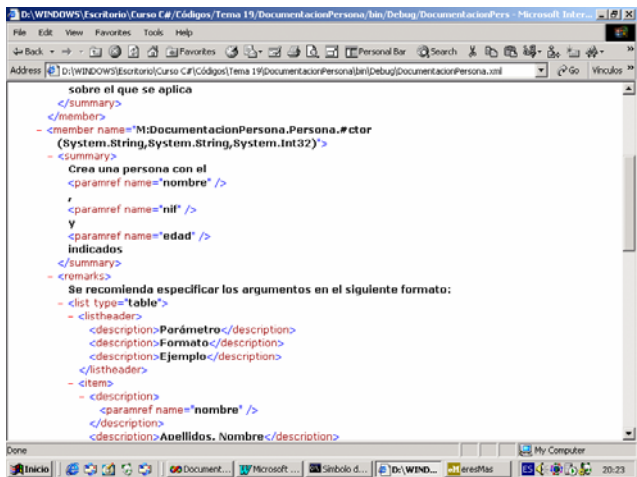 D:\WINDOWS\Escritorio\Curso C#/Códigos/Tema 19/DocumentacionPersona/bin/Debug/DocumentacionPers - Microsoft Inter...
File Edit View Favorites Tools Help
Back Favorites Personal Bar Search
Address D:\WINDOWS\Escritorio\Curso C#\Códigos\Tema 19\DocumentacionPersona\bin\Debug\DocumentacionPersona.xml Go Vínculos »
sobre el que se aplica
</summary>
</member>
- <member name="M:DocumentacionPersona.Persona.#ctor
(System.String,System.String,System.Int32)">
- <summary>
Crea una persona con el
<paramref name="nombre" />
,
<paramref name="nif" />
y
<paramref name="edad" />
indicados
</summary>
- <remarks>
Se recomienda especificar los argumentos en el siguiente formato:
- <list type="table">
- <listheader>
<description>Parámetro</description>
<description>Formato</description>
<description>Ejemplo</description>
</listheader>
- <item>
- <description>
<paramref name="nombre" />
</description>
<description>Apellidos, Nombre</description>
Done My Computer
Inicio Document... Microsoft ... Símbolo d... D:\WIND... eresMas ES 20:23